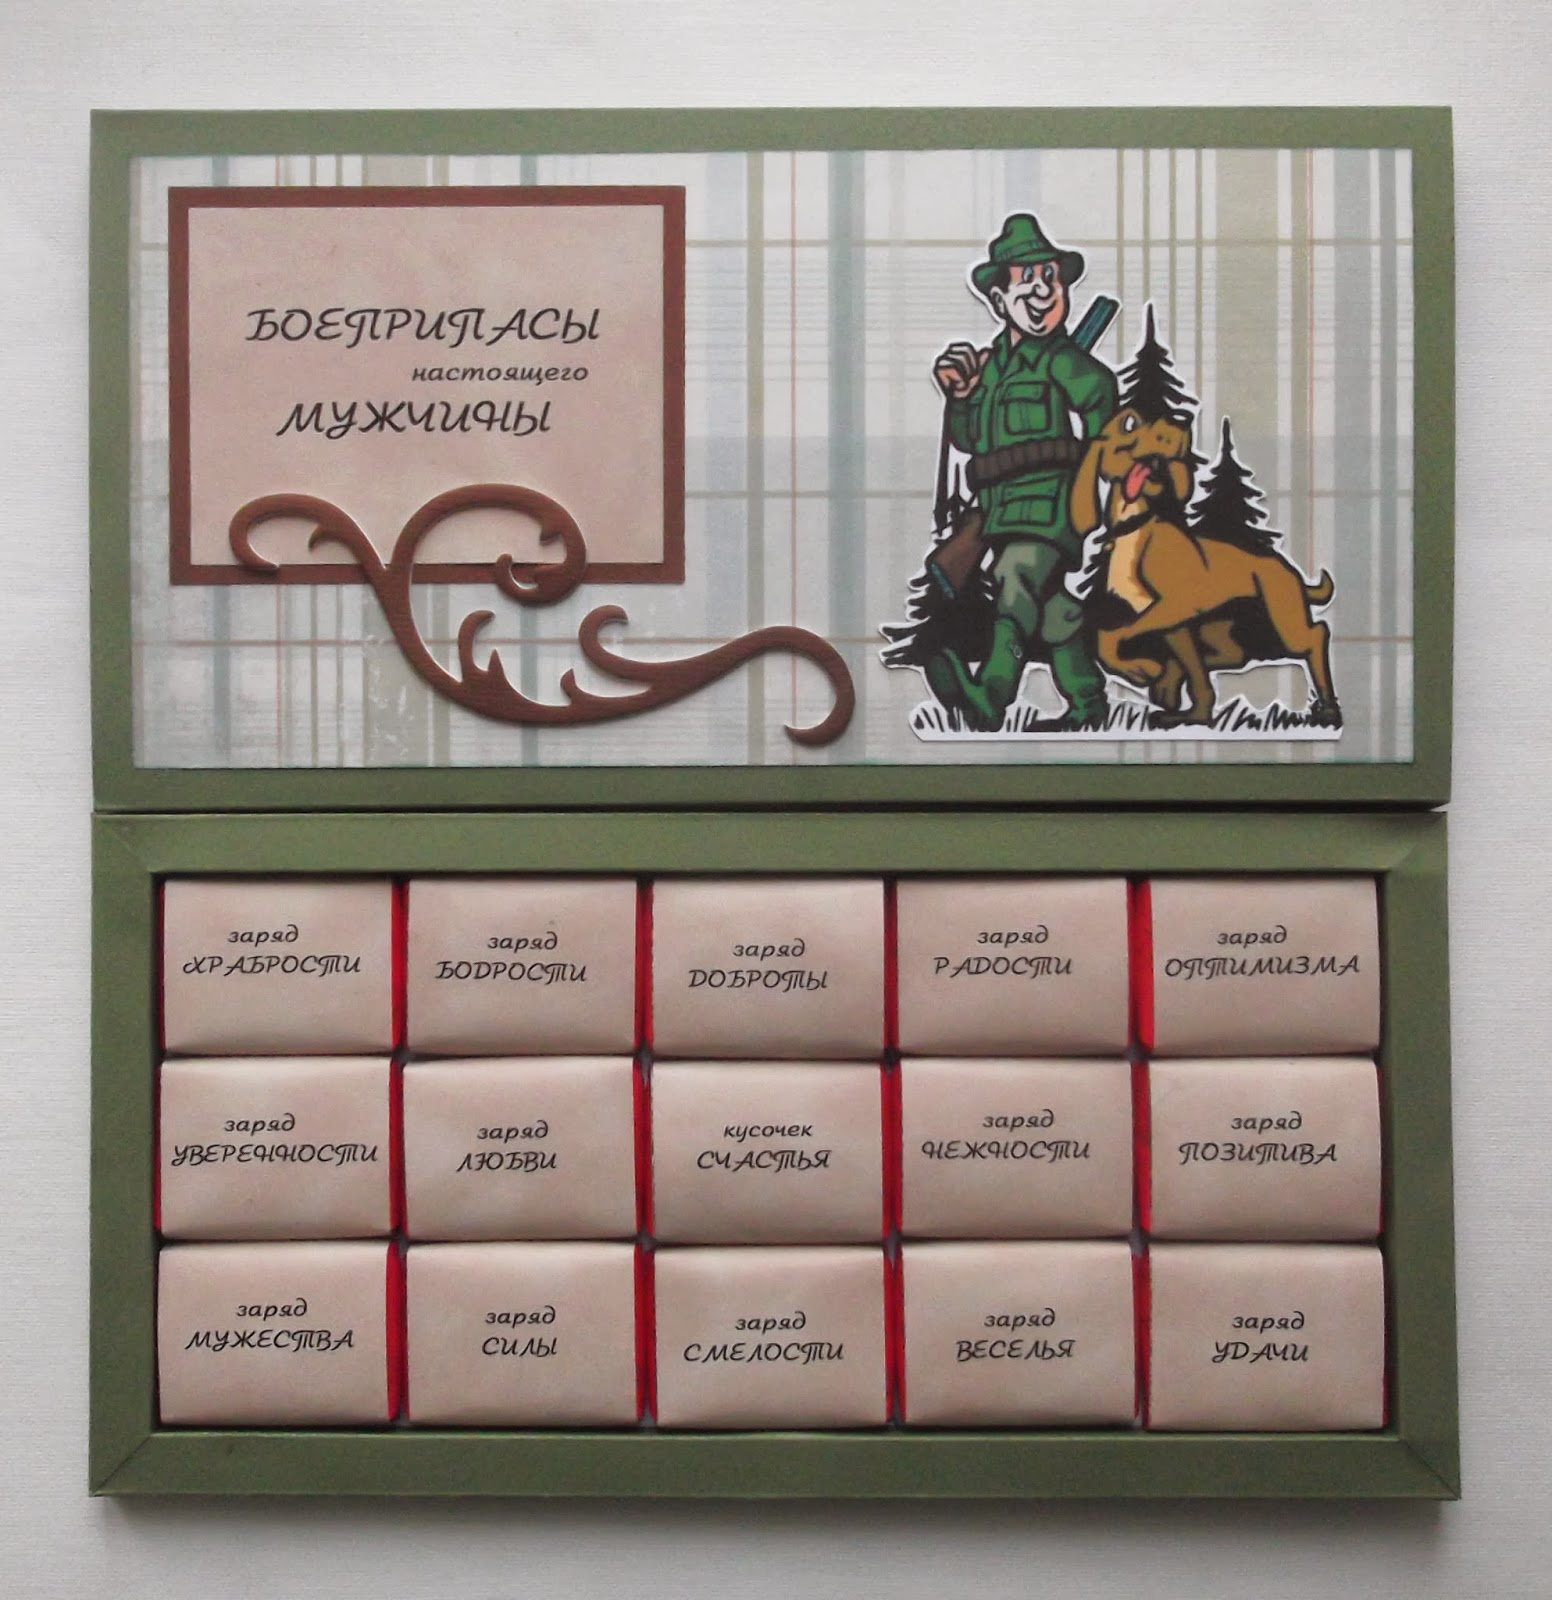 БОЕПРИПАСЫ
настоящего
МУЖЧИНЫ
заряд
ХРАБРОСТИ
заряд
БОДРОСТИ
заряд
ДОБРОТЫ
заряд
РАДОСТИ
заряд
ОПТИМИЗМА
заряд
УВЕРЕННОСТИ
заряд
ЛЮБВИ
кусочек
СЧАСТЬЯ
заряд
НЕЖНОСТИ
заряд
ПОЗИТИВА
заряд
МУЖЕСТВА
заряд
СИЛЫ
заряд
СМЕЛОСТИ
заряд
ВЕСЕЛЬЯ
заряд
УДАЧИ